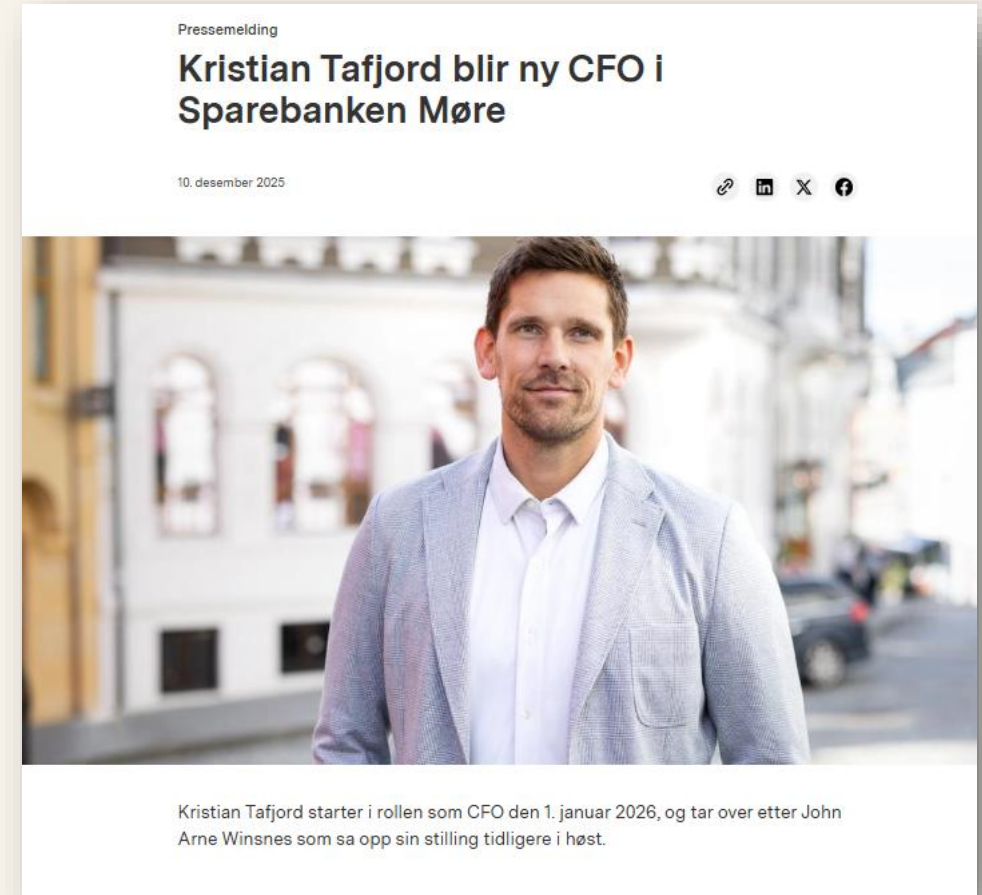 Pressemelding
Kristian Tafjord blir ny CFO i
Sparebanken Møre
10. desember 2025
Kristian Tafjord starter i rollen som CFO den 1. januar 2026, og tar over etter John
Arne Winsnes som sa opp sin stilling tidligere i høst.